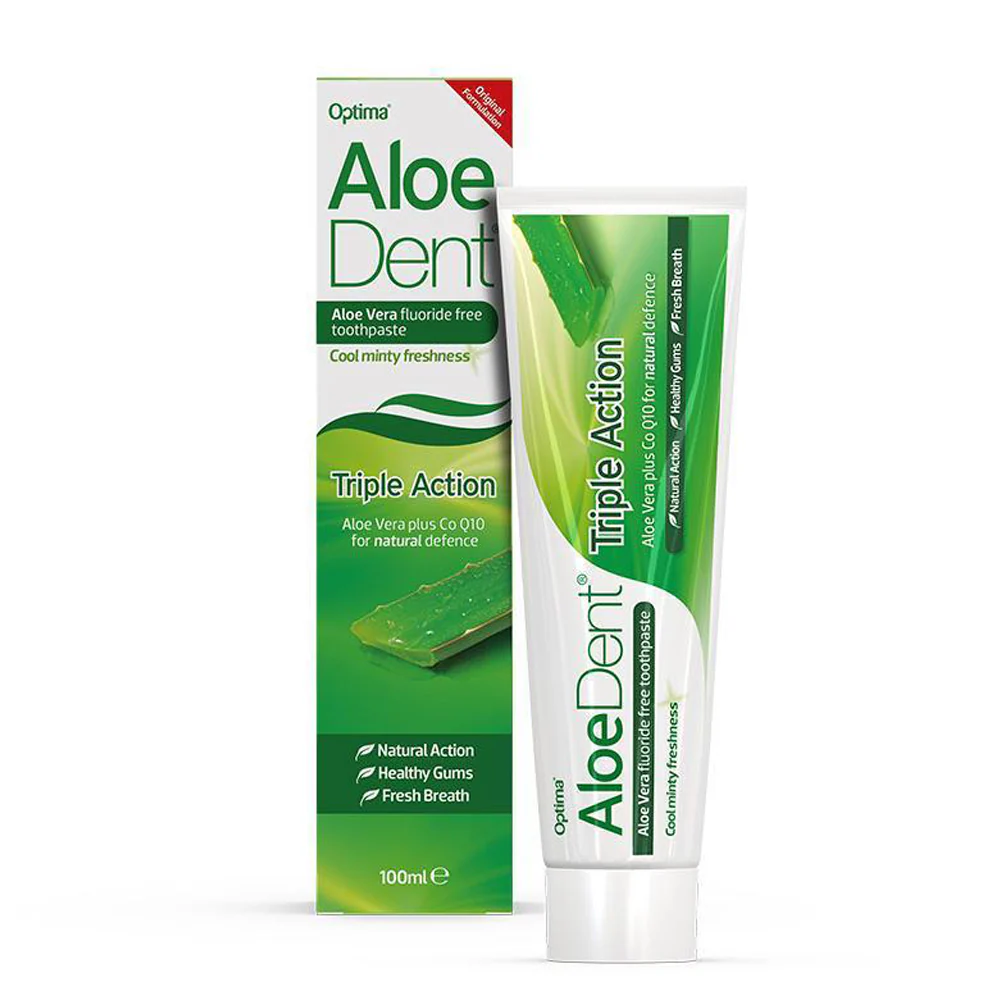 Optima®
Original
Formulation
Aloe
Dent®
Aloe Vera fluoride free
toothpaste
Cool minty freshness
Triple Action
Aloe Vera plus Co Q10
for natural defence
Natural Action
Healthy Gums
Fresh Breath
100ml ℮
Optima®
AloeDent®
Aloe Vera fluoride free toothpaste
Cool minty freshness
Triple Action
Aloe Vera plus Co Q10 for natural defence
Natural Action Healthy Gums Fresh Breath